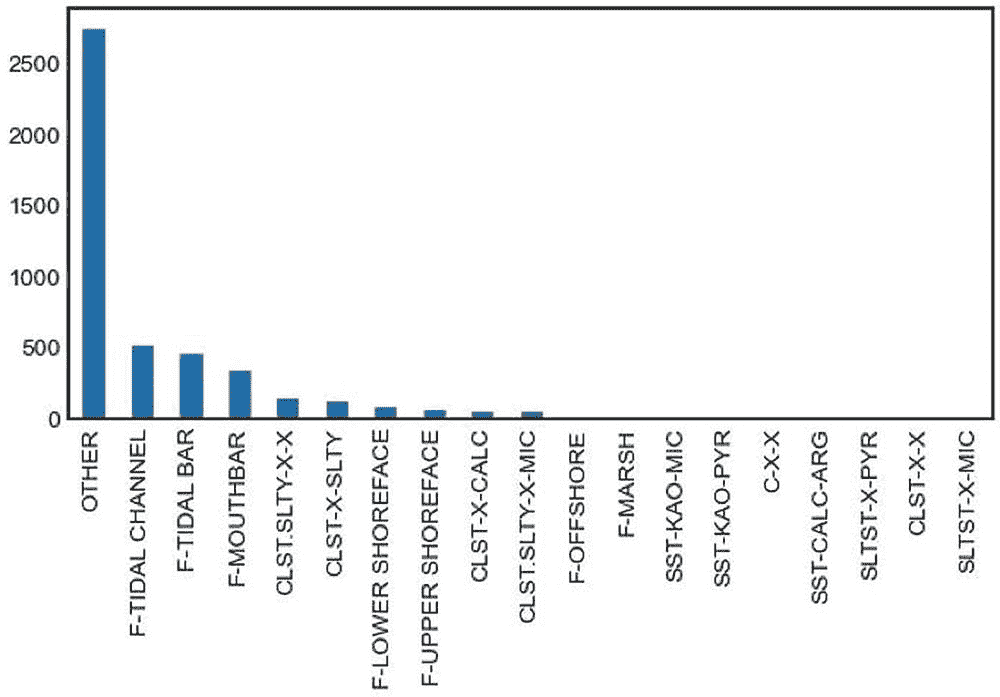 2500
2000
1500
1000
500
0
OTHER
F-TIDAL CHANNEL
F-TIDAL BAR
F-MOUTHBAR
CLST.SLTY-X-X
CLST-X-SLTY
F-LOWER SHOREFACE
F-UPPER SHOREFACE
CLST-X-CALC
CLST.SLTY-X-MIC
F-OFFSHORE
F-MARSH
SST-KAO-MIC
SST-KAO-PYR
C-X-X
SST-CALC-ARG
SLTST-X-PYR
CLST-X-X
SLTST-X-MIC